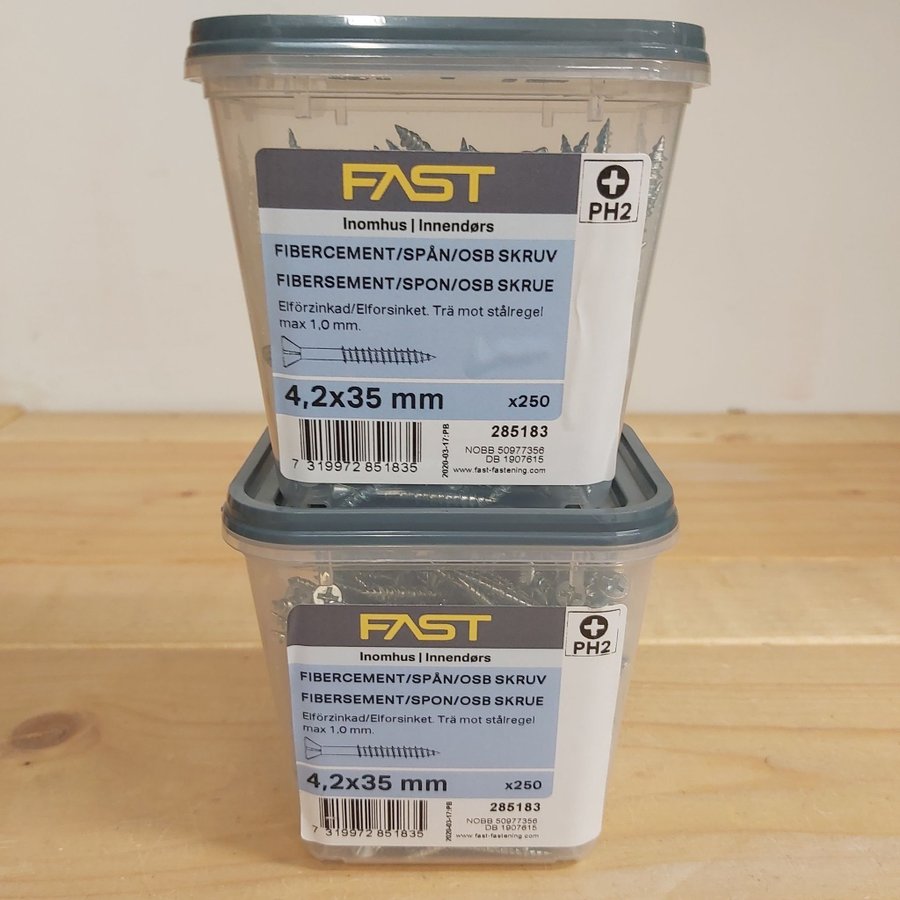 FAST
PH2
Inomhus | Innendørs
FIBERCEMENT/SPÅN/OSB SKRUV
FIBERSEMENT/SPON/OSB SKRUE
Elförzinkad/Elforsinket. Trä mot stålregel
max 1,0 mm.
4,2x35 mm x250
285183
7 319972 851835
2020-03-17:PB
NOBB 50977356
DB 1907615
www.fast-fastening.com
FAST
PH2
Inomhus | Innendørs
FIBERCEMENT/SPÅN/OSB SKRUV
FIBERSEMENT/SPON/OSB SKRUE
Elförzinkad/Elforsinket. Trä mot stålregel
max 1,0 mm.
4,2x35 mm x250
285183
7 319972 851835
2020-03-17:PB
NOBB 50977356
DB 1907615
www.fast-fastening.com